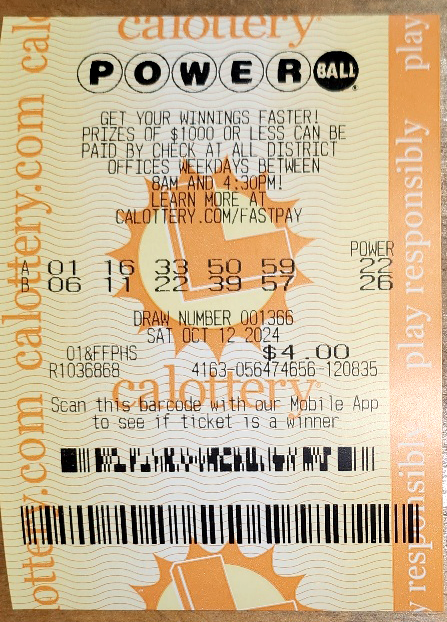 calottery
POWER BALL
GET YOUR WINNINGS FASTER!
PRIZES OF $1000 OR LESS CAN BE
PAID BY CHECK AT ALL DISTRICT
OFFICES WEEKDAYS BETWEEN
8AM AND 4:30PM!
LEARN MORE AT
CALOTTERY.COM/FASTPAY
POWER
A 01 16 33 50 59 22
B 06 11 22 39 57 26
DRAW NUMBER 001366
SAT OCT 12 2024
01&FFPHS $4.00
R1036868 4163-056474656-120835
calottery
Scan this barcode with our Mobile App
to see if ticket is a winner
calottery.com calottery.com
play responsibly play